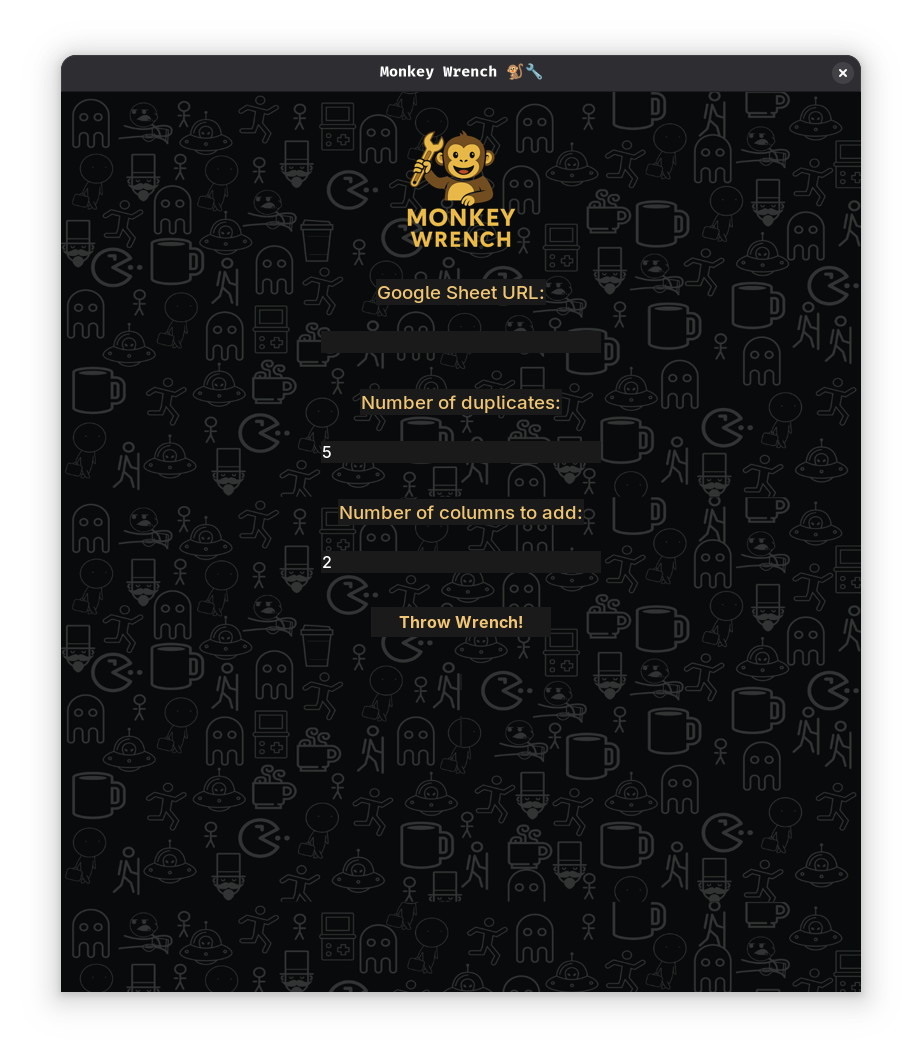 Monkey Wrench 🐒🔧
MONKEY
WRENCH
Google Sheet URL:
Number of duplicates:
5
Number of columns to add:
2
Throw Wrench!